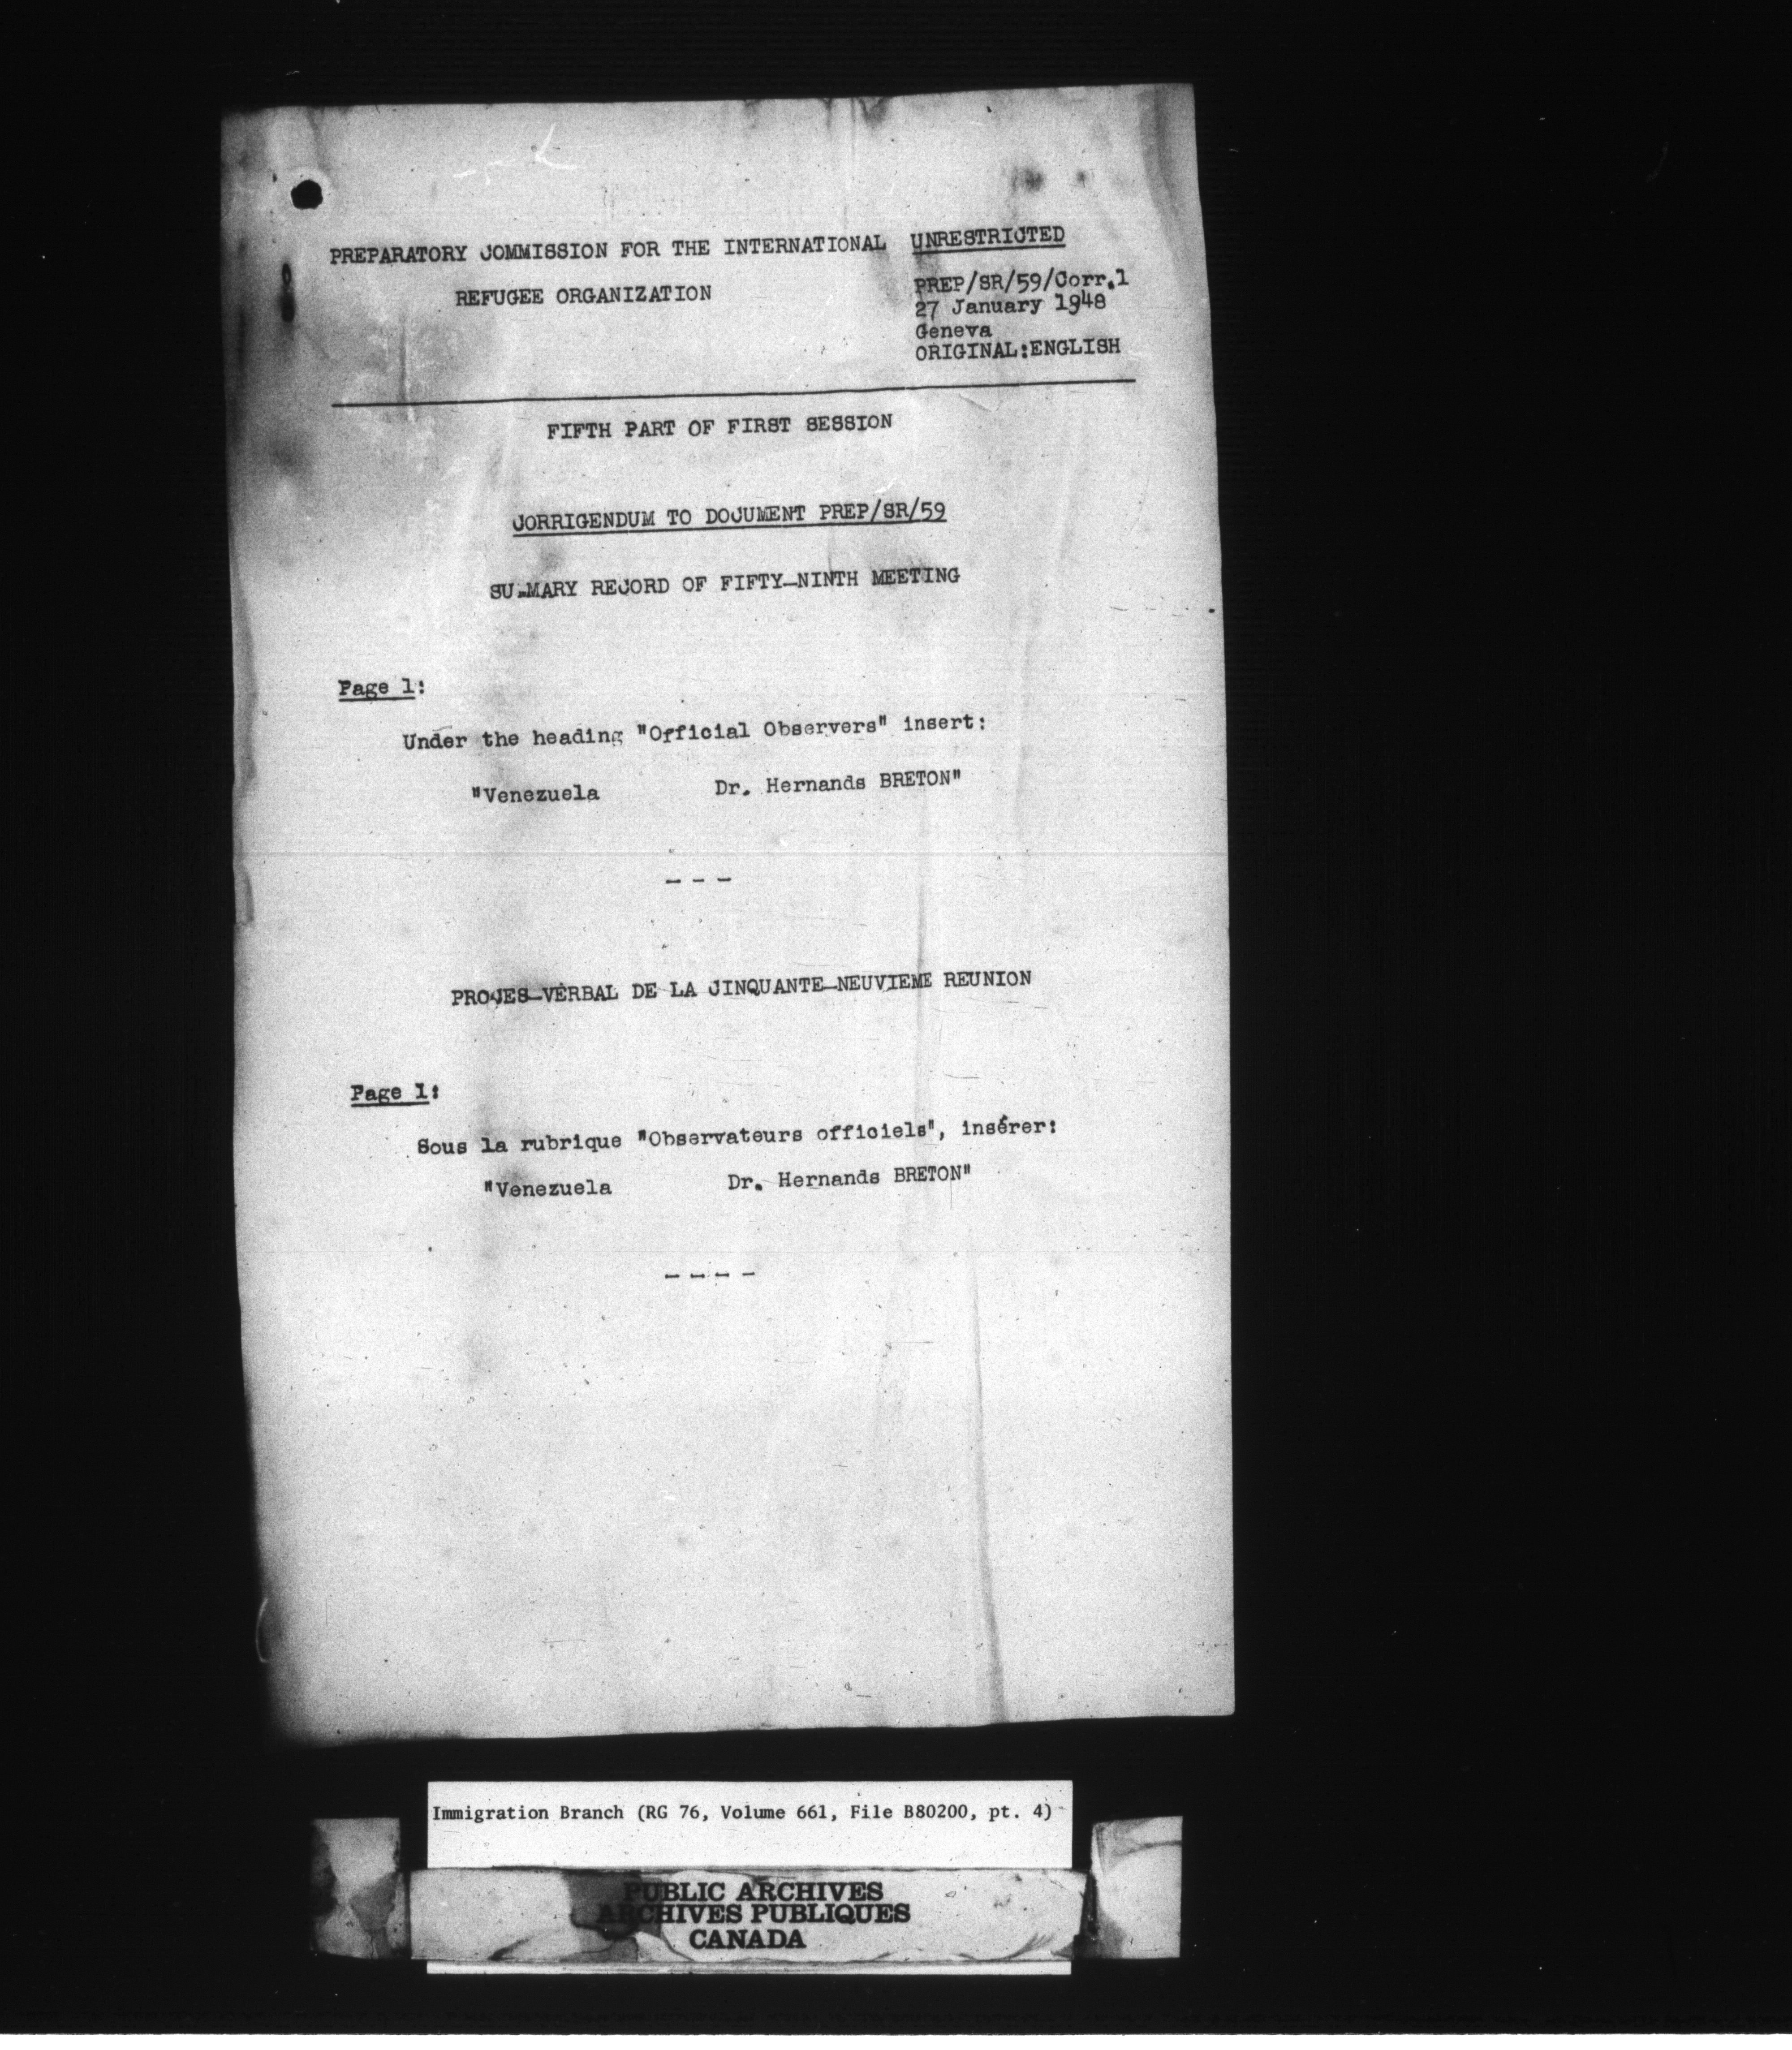 PREPARATORY COMMISSION FOR THE INTERNATIONAL
REFUGEE ORGANIZATION
UNRESTRICTED
PREP/SR/59/Corr.1
27 January 1948
Geneva
ORIGINAL:ENGLISH
FIFTH PART OF FIRST SESSION
CORRIGENDUM TO DOCUMENT PREP/SR/59
SUMMARY RECORD OF FIFTY-NINTH MEETING
Page 1:
Under the heading "Official Observers" insert:
"Venezuela Dr. Hernands BRETON"
- - -
PROCES-VERBAL DE LA CINQUANTE-NEUVIEME REUNION
Page 1:
Sous la rubrique "Observateurs officiels", insérer:
"Venezuela Dr. Hernands BRETON"
- - - -
Immigration Branch (RG 76, Volume 661, File B80200, pt. 4)
PUBLIC ARCHIVES
ARCHIVES PUBLIQUES
CANADA